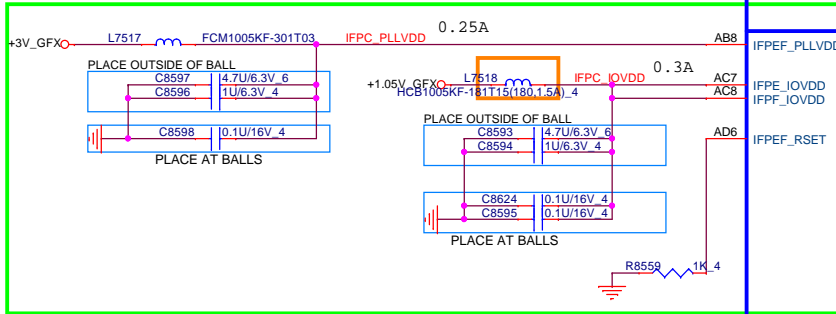 0.25A
+3V_GFX L7517 FCM1005KF-301T03 IFPC_PLLVDD AB8 IFPEF_PLLVDD
PLACE OUTSIDE OF BALL
C8597 4.7U/6.3V_6
C8596 1U/6.3V_4
C8598 0.1U/16V_4
PLACE AT BALLS
0.3A
+1.05V_GFX L7518 IFPC_IOVDD AC7 IFPE_IOVDD
HCB1005KF-181T15(180,1.5A)_4 AC8 IFPF_IOVDD
PLACE OUTSIDE OF BALL
C8593 4.7U/6.3V_6
C8594 1U/6.3V_4
AD6 IFPEF_RSET
C8624 0.1U/16V_4
C8595 0.1U/16V_4
PLACE AT BALLS
R8559 1K_4